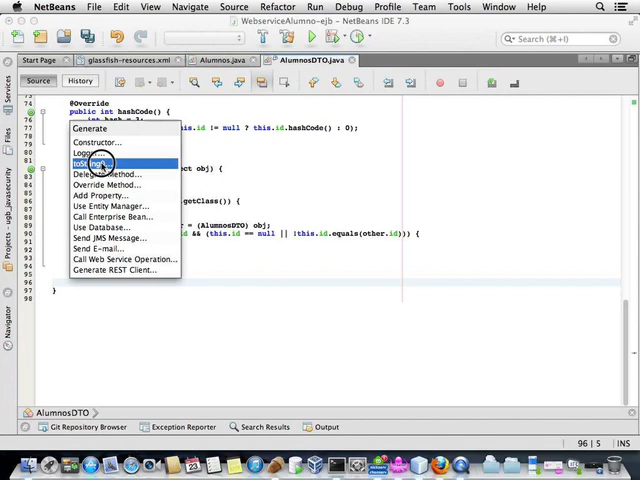 NetBeans File Edit View Navigate Source Refactor Run Debug Profile Team Tools Window Help
WebserviceAlumno-ejb - NetBeans IDE 7.3
Search (⌘+I)
Start Page glassfish-resources.xml Alumnos.java AlumnosDTO.java
Source History
Services
Files
Projects - ugb_javasecurity
Navigator
74 @Override
75 public int hashCode() {
76
77 this.id != null ? this.id.hashCode() : 0);
78
79
80
81 ect obj) {
82
83
84
85 getClass()) {
86
87
88 r = (AlumnosDTO) obj;
89
90 d && (this.id == null || !this.id.equals(other.id))) {
91
92
93
94
95
96
97 }
98
Generate
Constructor...
Logger...
toString()...
Delegate Method...
Override Method...
Add Property...
Use Entity Manager...
Call Enterprise Bean...
Use Database...
Send JMS Message...
Send E-mail...
Call Web Service Operation...
Generate REST Client...
AlumnosDTO
Git Repository Browser Exception Reporter Search Results Output
96 | 5 INS